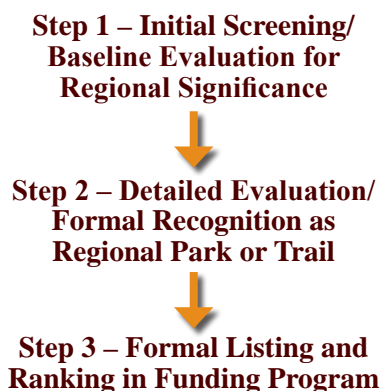 Step 1 – Initial Screening/
Baseline Evaluation for
Regional Significance
Step 2 – Detailed Evaluation/
Formal Recognition as
Regional Park or Trail
Step 3 – Formal Listing and
Ranking in Funding Program